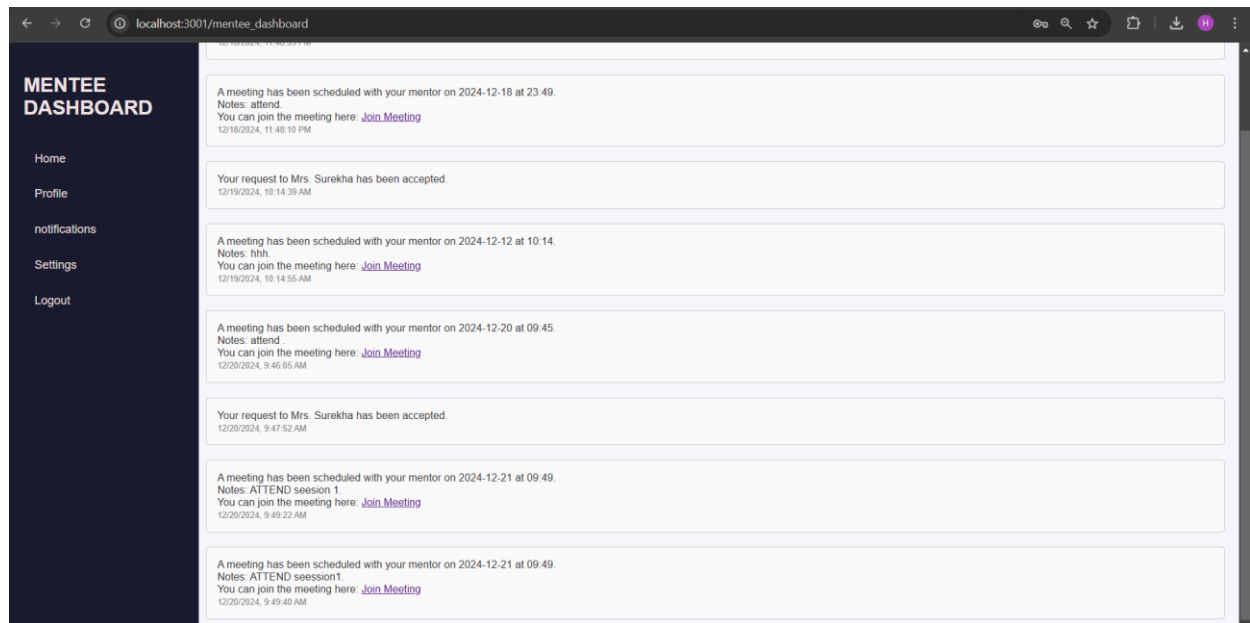 localhost:3001/mentee_dashboard
H
MENTEE
DASHBOARD
Home
Profile
notifications
Settings
Logout
12/18/2024, 11:46:55 PM
A meeting has been scheduled with your mentor on 2024-12-18 at 23:49.
Notes: attend.
You can join the meeting here: Join Meeting
12/18/2024, 11:48:10 PM
Your request to Mrs. Surekha has been accepted.
12/19/2024, 10:14:39 AM
A meeting has been scheduled with your mentor on 2024-12-12 at 10:14.
Notes: hhh.
You can join the meeting here: Join Meeting
12/19/2024, 10:14:55 AM
A meeting has been scheduled with your mentor on 2024-12-20 at 09:45.
Notes: attend .
You can join the meeting here: Join Meeting
12/20/2024, 9:46:05 AM
Your request to Mrs. Surekha has been accepted.
12/20/2024, 9:47:52 AM
A meeting has been scheduled with your mentor on 2024-12-21 at 09:49.
Notes: ATTEND seesion 1.
You can join the meeting here: Join Meeting
12/20/2024, 9:49:22 AM
A meeting has been scheduled with your mentor on 2024-12-21 at 09:49.
Notes: ATTEND seession1.
You can join the meeting here: Join Meeting
12/20/2024, 9:49:40 AM